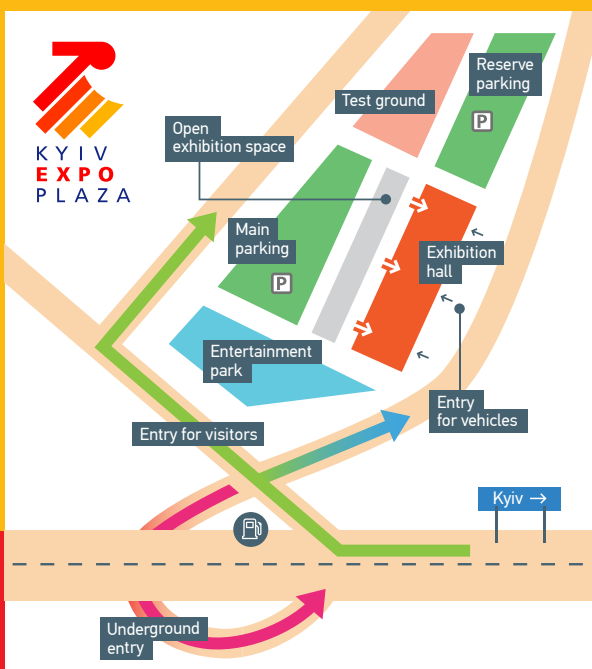 KYIV
EXPO
PLAZA
Reserve
parking
P
Test ground
Open
exhibition space
Main
parking
P
Exhibition
hall
Entertainment
park
Entry
for vehicles
Entry for visitors
Kyiv →
Underground
entry